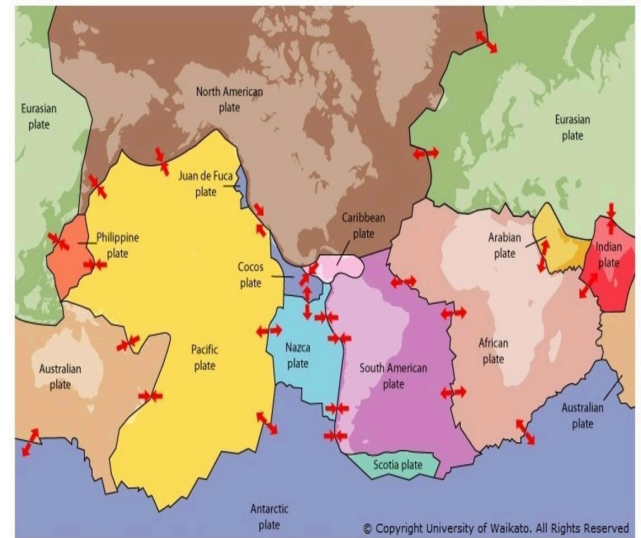 North American
plate
Eurasian
plate
Eurasian
plate
Juan de Fuca
plate
Caribbean
plate
Philippine
plate
Arabian
plate
Indian
plate
Cocos
plate
Australian
plate
Pacific
plate
Nazca
plate
South American
plate
African
plate
Australian
plate
Scotia plate
Antarctic
plate
© Copyright University of Waikato. All Rights Reserved